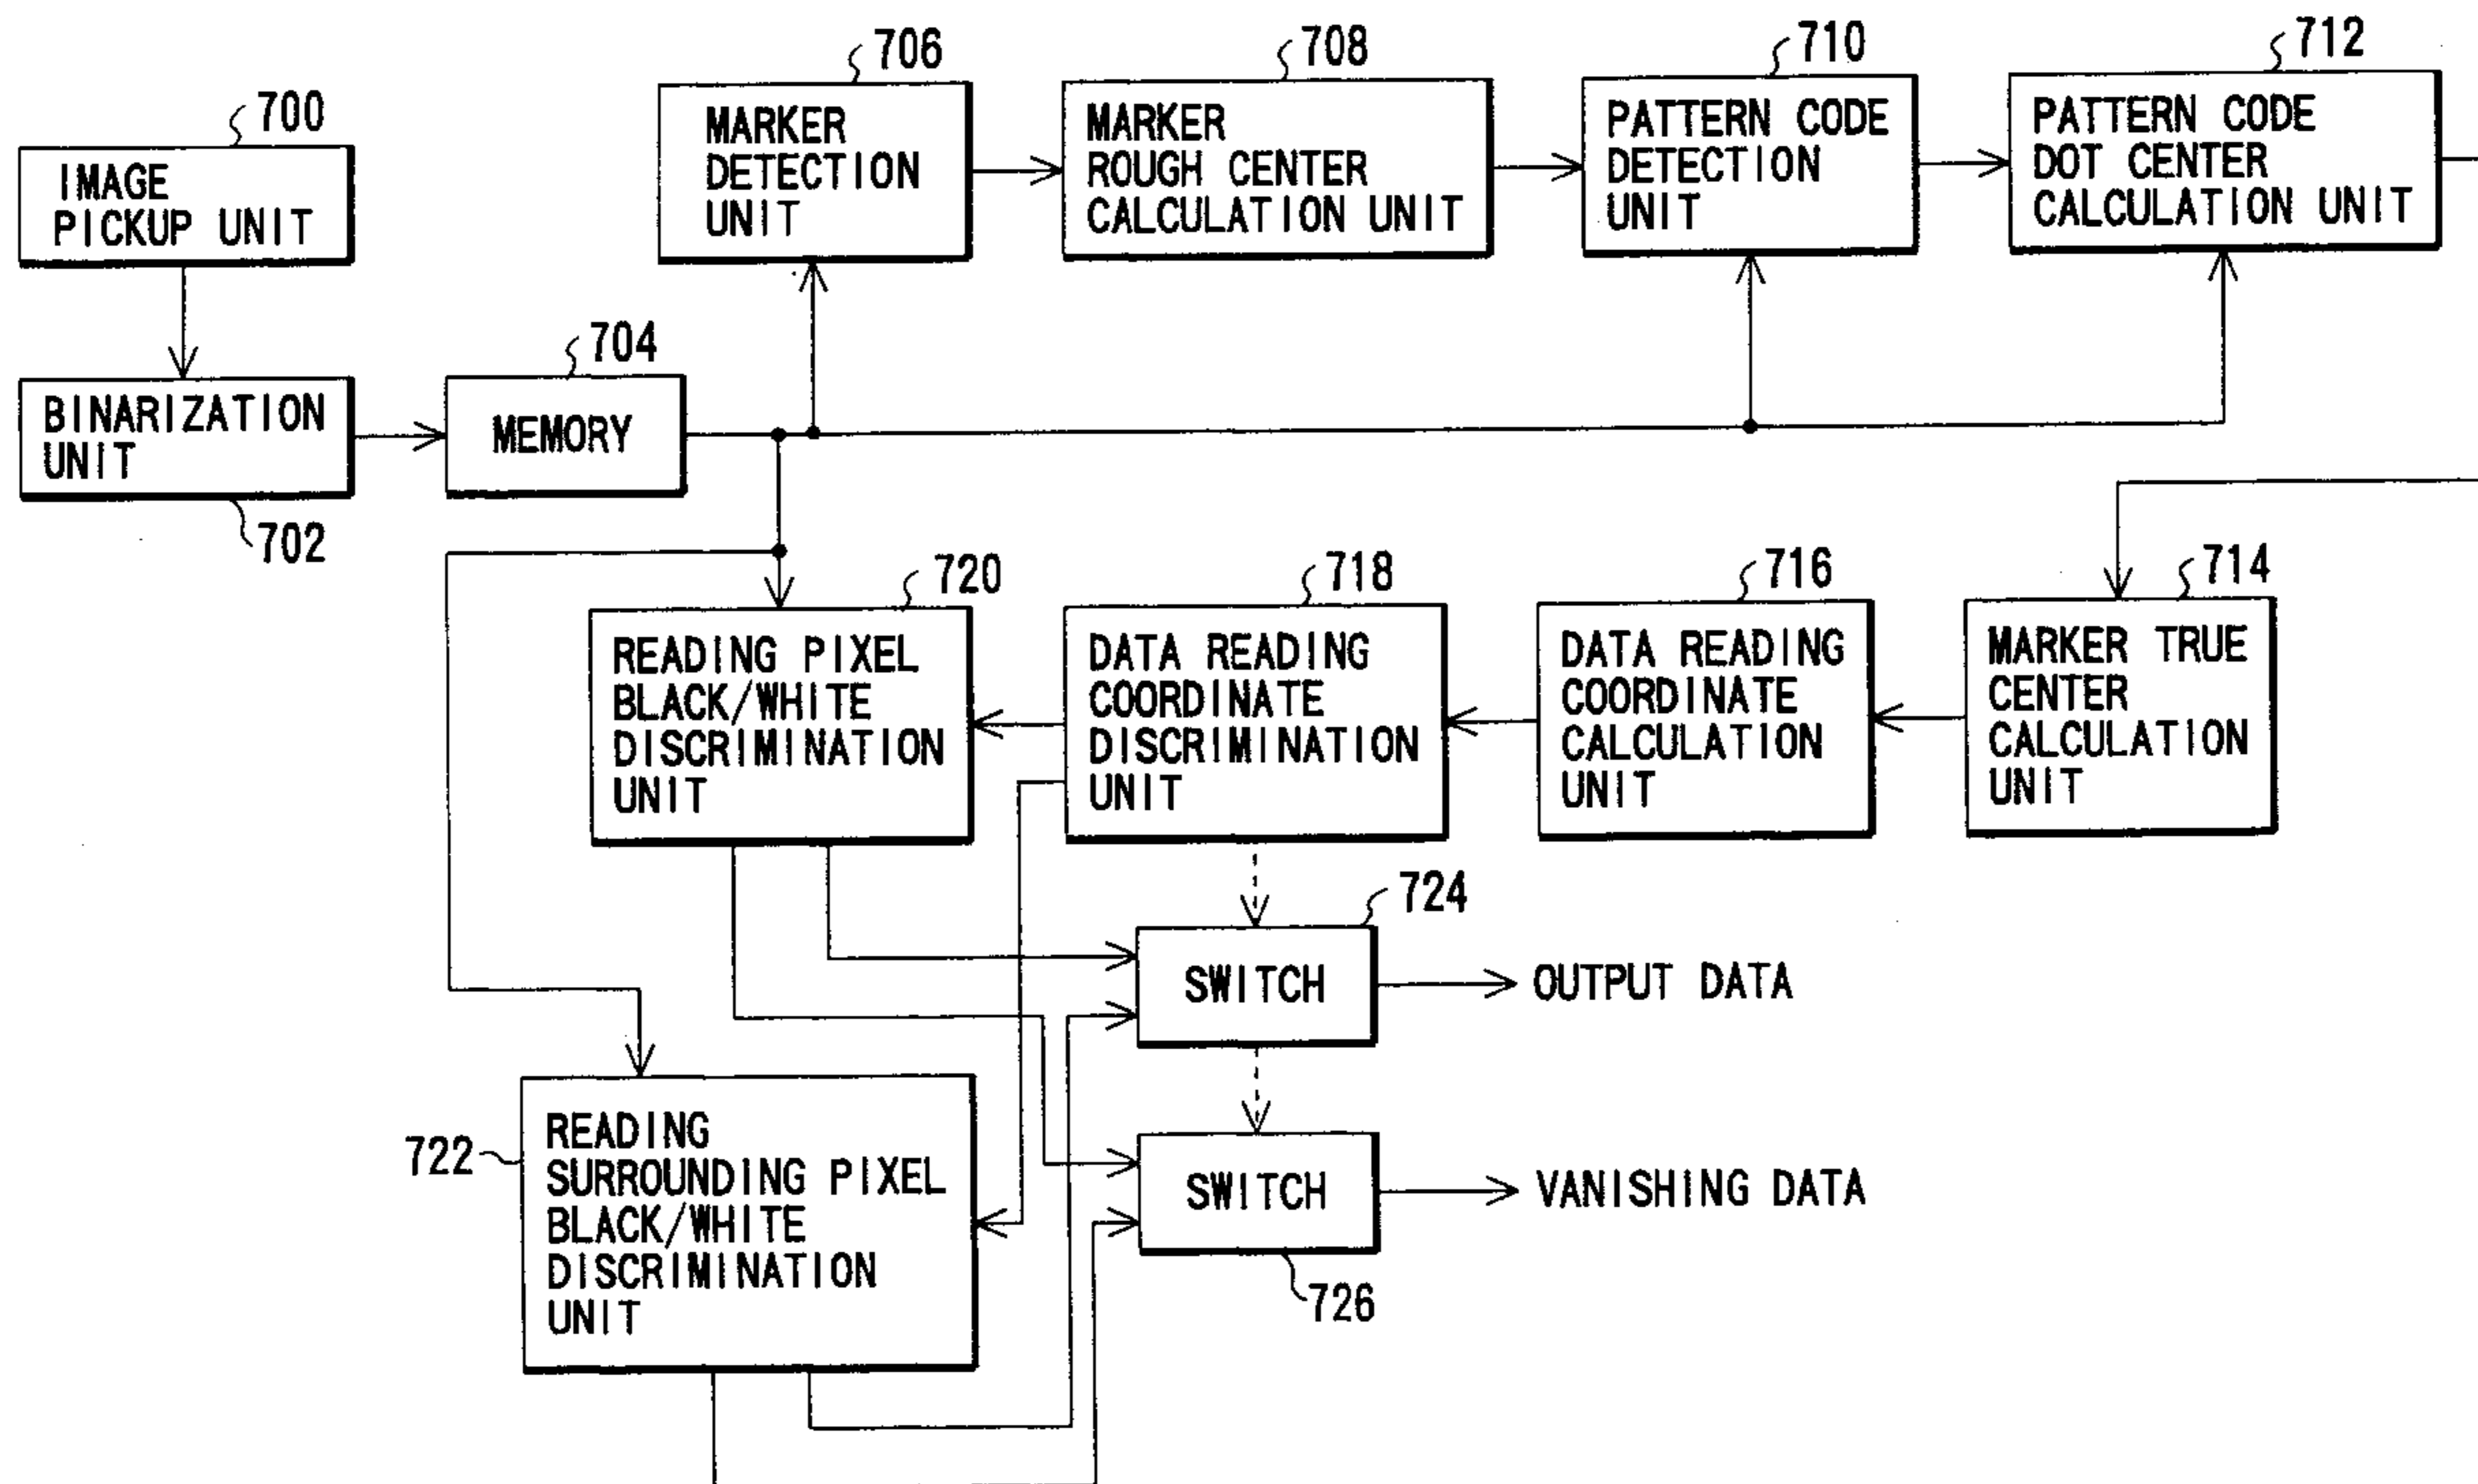 700
IMAGE
PICKUP UNIT
706
MARKER
DETECTION
UNIT
708
MARKER
ROUGH CENTER
CALCULATION UNIT
710
PATTERN CODE
DETECTION
UNIT
712
PATTERN CODE
DOT CENTER
CALCULATION UNIT
BINARIZATION
UNIT
702
704
MEMORY
720
READING PIXEL
BLACK/WHITE
DISCRIMINATION
UNIT
718
DATA READING
COORDINATE
DISCRIMINATION
UNIT
716
DATA READING
COORDINATE
CALCULATION
UNIT
714
MARKER TRUE
CENTER
CALCULATION
UNIT
724
SWITCH
OUTPUT DATA
722
READING
SURROUNDING PIXEL
BLACK/WHITE
DISCRIMINATION
UNIT
SWITCH
VANISHING DATA
726